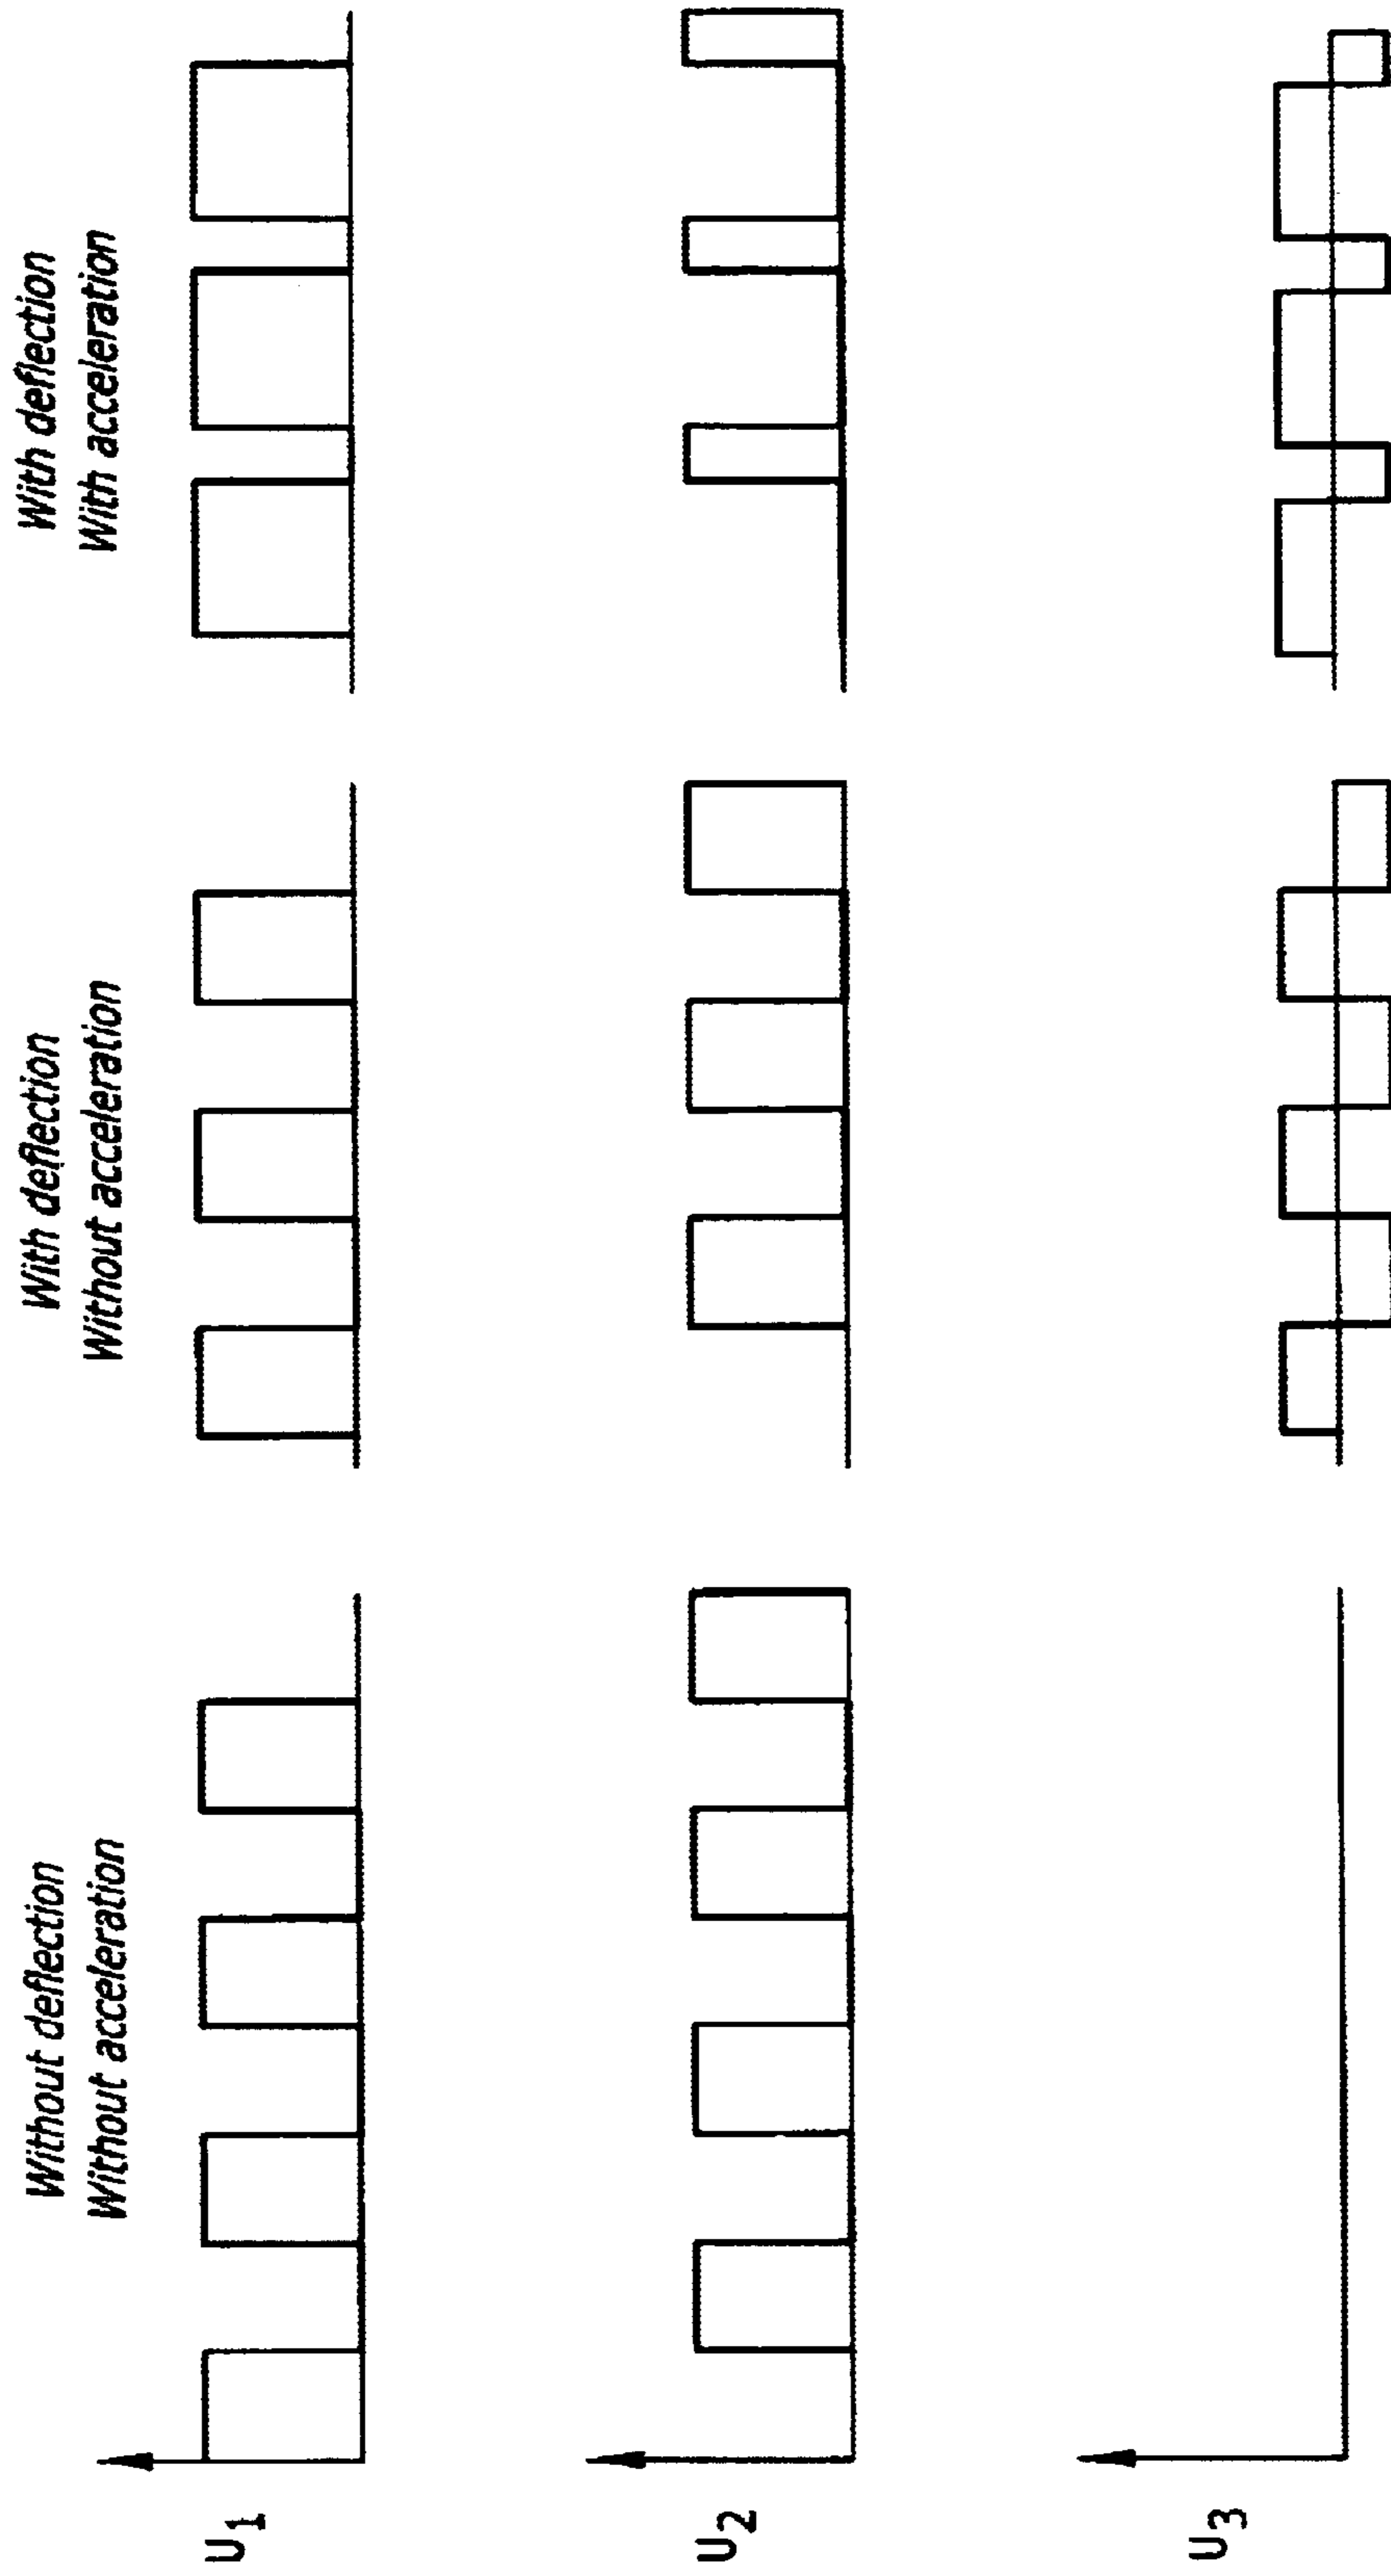 Without deflection
Without acceleration
With deflection
Without acceleration
With deflection
With acceleration
U1
U2
U3